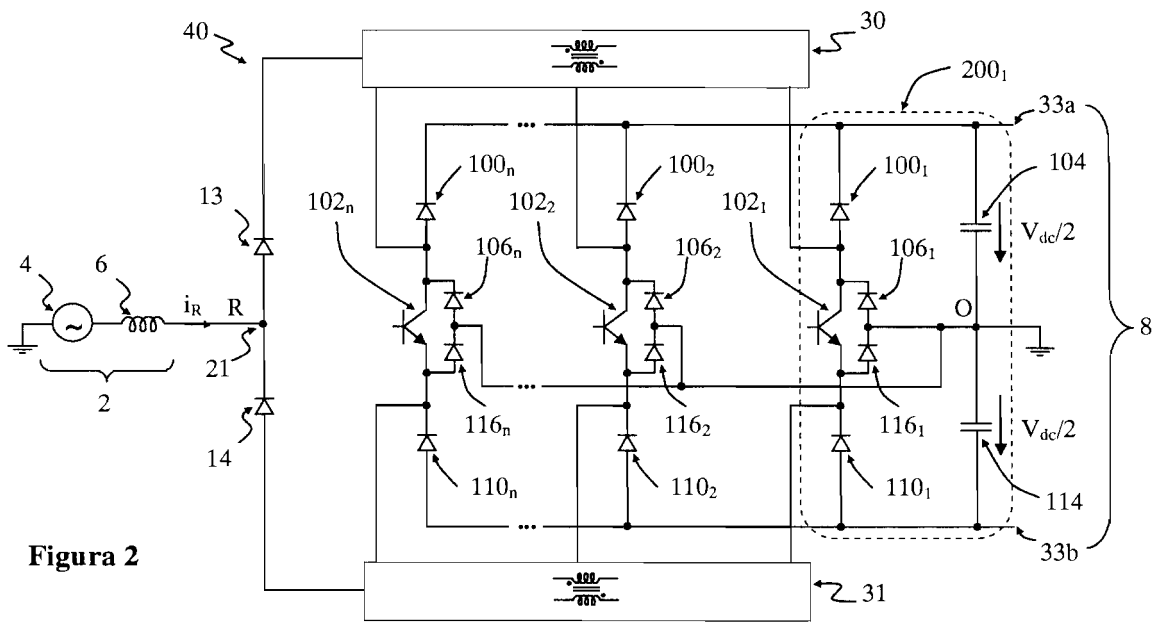 40
30
200₁
33a
...
100ₙ
100₂
100₁
104
13
102ₙ
102₂
102₁
V_dc/2
4
6
106ₙ
106₂
106₁
i_R
R
O
~
8
21
2
...
116ₙ
116₂
116₁
V_dc/2
14
110ₙ
110₂
110₁
114
...
Figura 2
33b
31